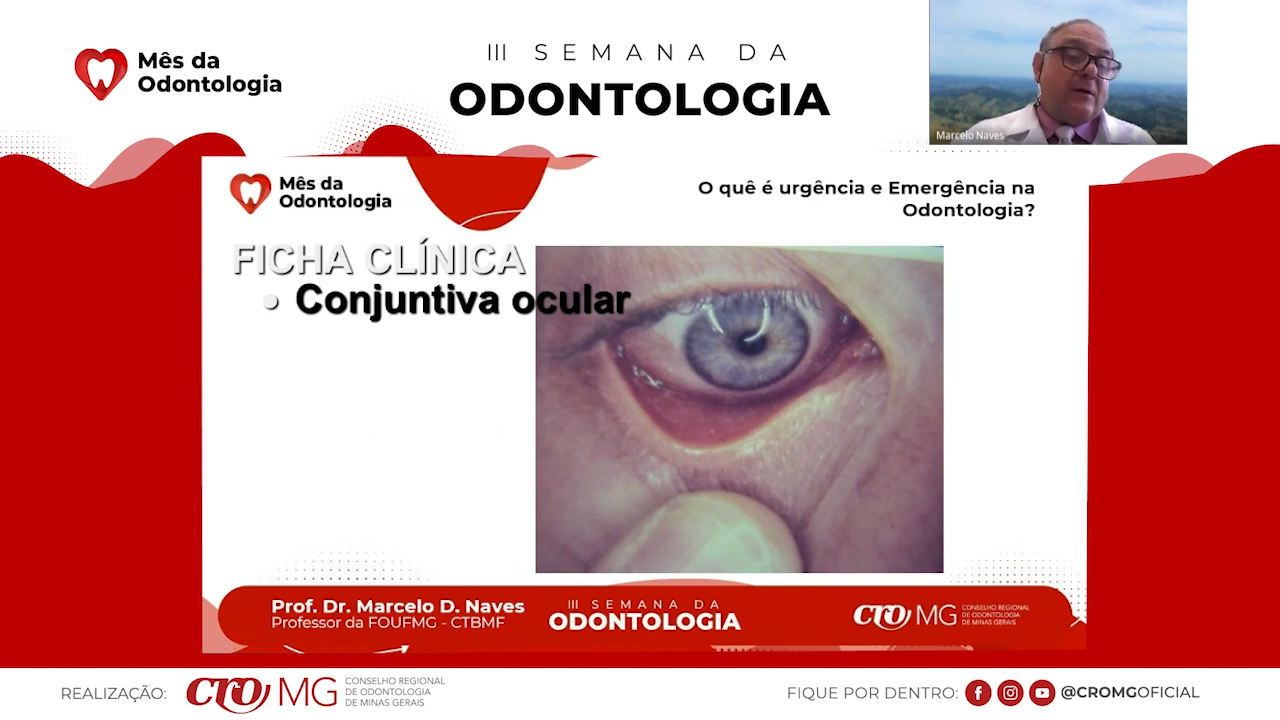 Mês da
Odontologia
III SEMANA DA
ODONTOLOGIA
Marcelo Naves
Mês da
Odontologia
O quê é urgência e Emergência na
Odontologia?
FICHA CLÍNICA
• Conjuntiva ocular
Prof. Dr. Marcelo D. Naves
Professor da FOUFMG - CTBMF
III SEMANA DA
ODONTOLOGIA
CRO MG
CONSELHO REGIONAL
DE ODONTOLOGIA
DE MINAS GERAIS
REALIZAÇÃO:
CRO MG
CONSELHO REGIONAL
DE ODONTOLOGIA
DE MINAS GERAIS
FIQUE POR DENTRO:
@CROMGOFICIAL